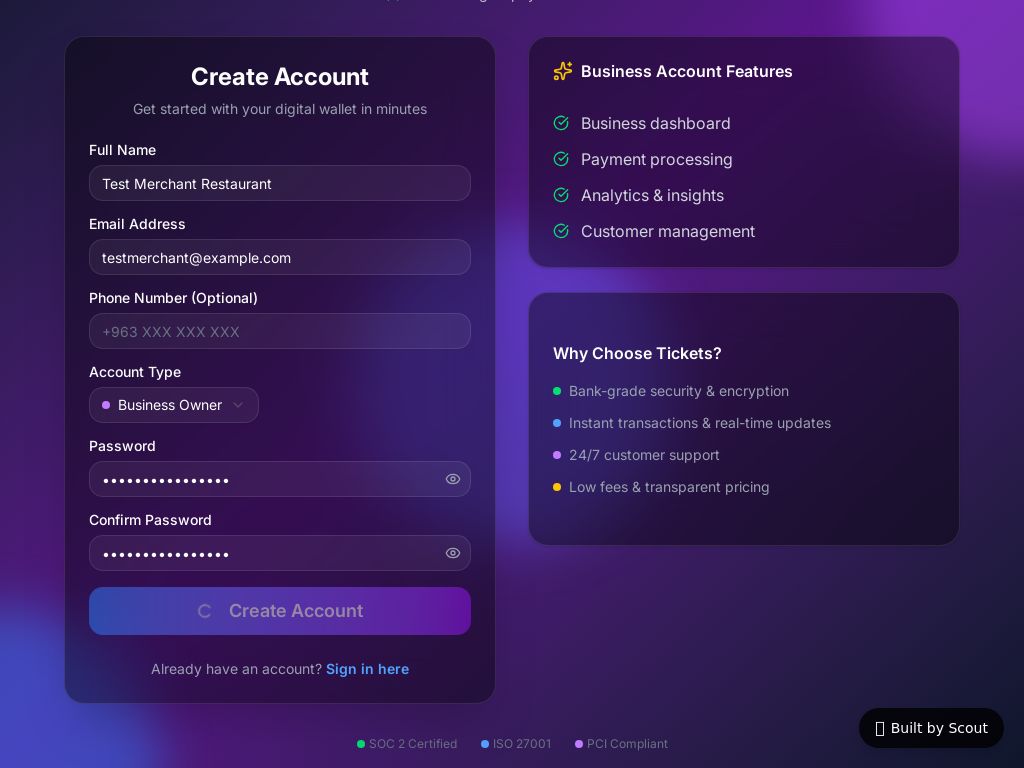 Create Account
Get started with your digital wallet in minutes
Full Name
Test Merchant Restaurant
Email Address
testmerchant@example.com
Phone Number (Optional)
+963 XXX XXX XXX
Account Type
Business Owner
Password
••••••••••••••••
Confirm Password
••••••••••••••••
Create Account
Already have an account? Sign in here
Business Account Features
Business dashboard
Payment processing
Analytics & insights
Customer management
Why Choose Tickets?
Bank-grade security & encryption
Instant transactions & real-time updates
24/7 customer support
Low fees & transparent pricing
SOC 2 Certified
ISO 27001
PCI Compliant
Built by Scout